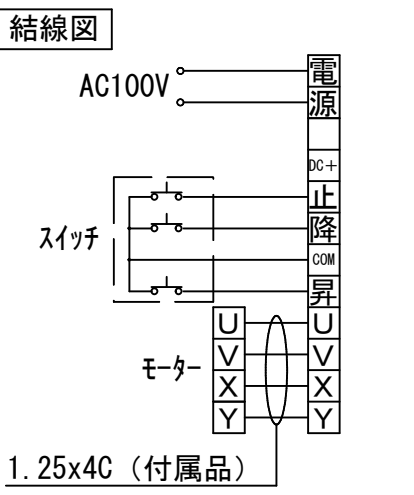 結線図
AC100V
電
源
DC+
止
降
COM
昇
スイッチ
U U
V V
モーター
X X
Y Y
1.25x4C (付属品)